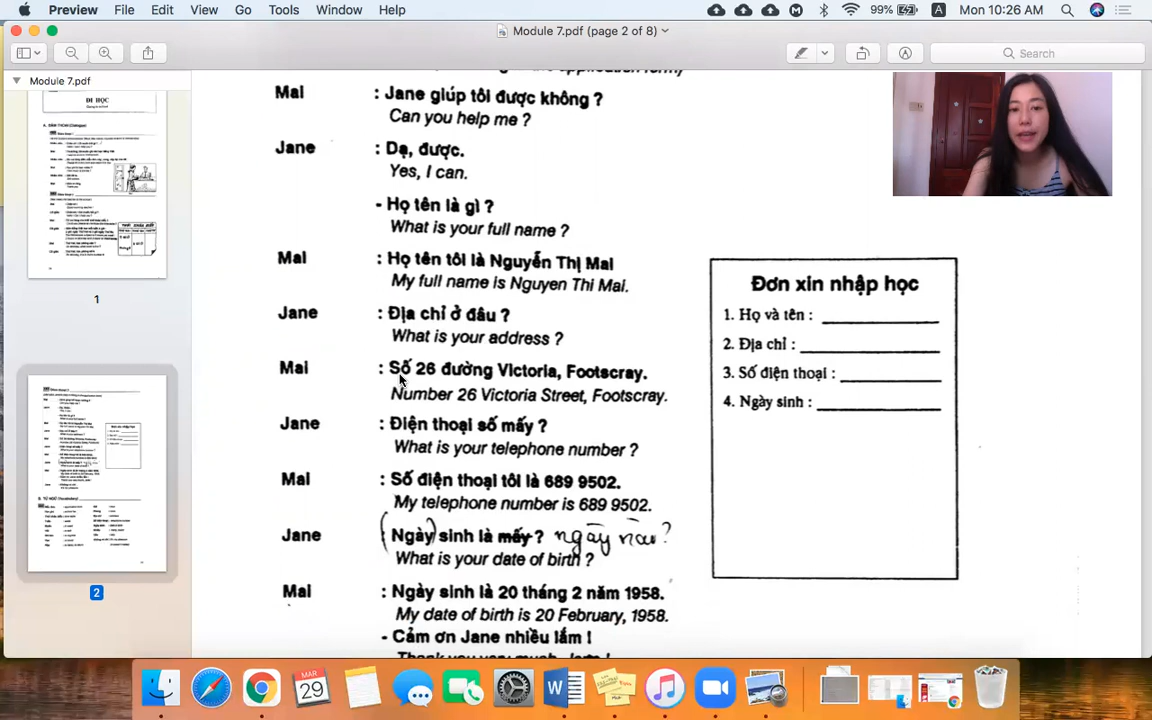 Preview File Edit View Go Tools Window Help
99% A Mon 10:26 AM
Module 7.pdf (page 2 of 8)
Search
Module 7.pdf
ĐI HỌC
1
2
Mai : Jane giúp tôi được không ?
Can you help me ?
Jane : Dạ, được.
Yes, I can.
- Họ tên là gì ?
What is your full name ?
Mai : Họ tên tôi là Nguyễn Thị Mai
My full name is Nguyen Thi Mai.
Jane : Địa chỉ ở đâu ?
What is your address ?
Mai : Số 26 đường Victoria, Footscray.
Number 26 Victoria Street, Footscray.
Jane : Điện thoại số mấy ?
What is your telephone number ?
Mai : Số điện thoại tôi là 689 9502.
My telephone number is 689 9502.
Jane (Ngày) sinh là mấy ? ngày nào?
What is your date of birth ?
Mai : Ngày sinh là 20 tháng 2 năm 1958.
My date of birth is 20 February, 1958.
- Cảm ơn Jane nhiều lắm !
Đơn xin nhập học
1. Họ và tên :
2. Địa chỉ :
3. Số điện thoại :
4. Ngày sinh :
MAR
29